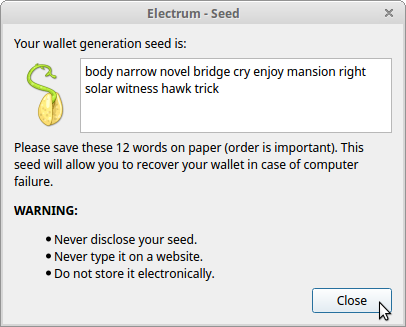 Electrum - Seed
Your wallet generation seed is:
body narrow novel bridge cry enjoy mansion right
solar witness hawk trick
Please save these 12 words on paper (order is important). This
seed will allow you to recover your wallet in case of computer
failure.
WARNING:
• Never disclose your seed.
• Never type it on a website.
• Do not store it electronically.
Close